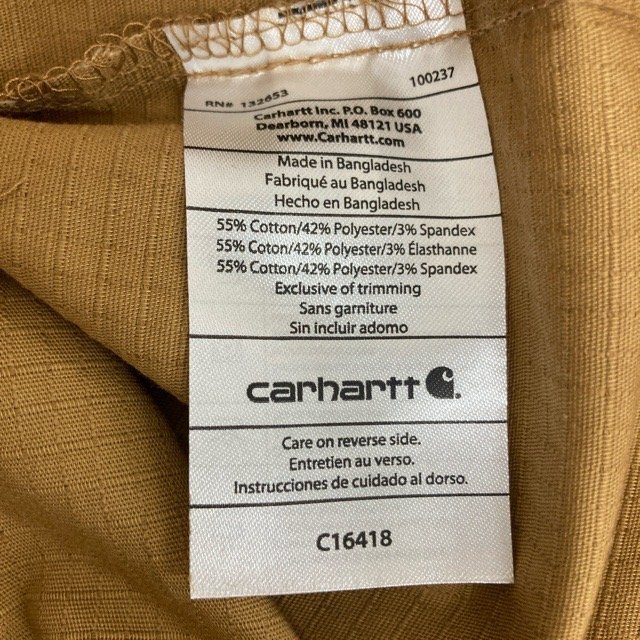 RN# 132653 100237
Carhartt Inc. P.O. Box 600
Dearborn, MI 48121 USA
www.Carhartt.com
Made in Bangladesh
Fabriqué au Bangladesh
Hecho en Bangladesh
55% Cotton/42% Polyester/3% Spandex
55% Coton/42% Polyester/3% Élasthanne
55% Cotton/42% Polyester/3% Spandex
Exclusive of trimming
Sans garniture
Sin incluir adorno
carhartt
Care on reverse side.
Entretien au verso.
Instrucciones de cuidado al dorso.
C16418